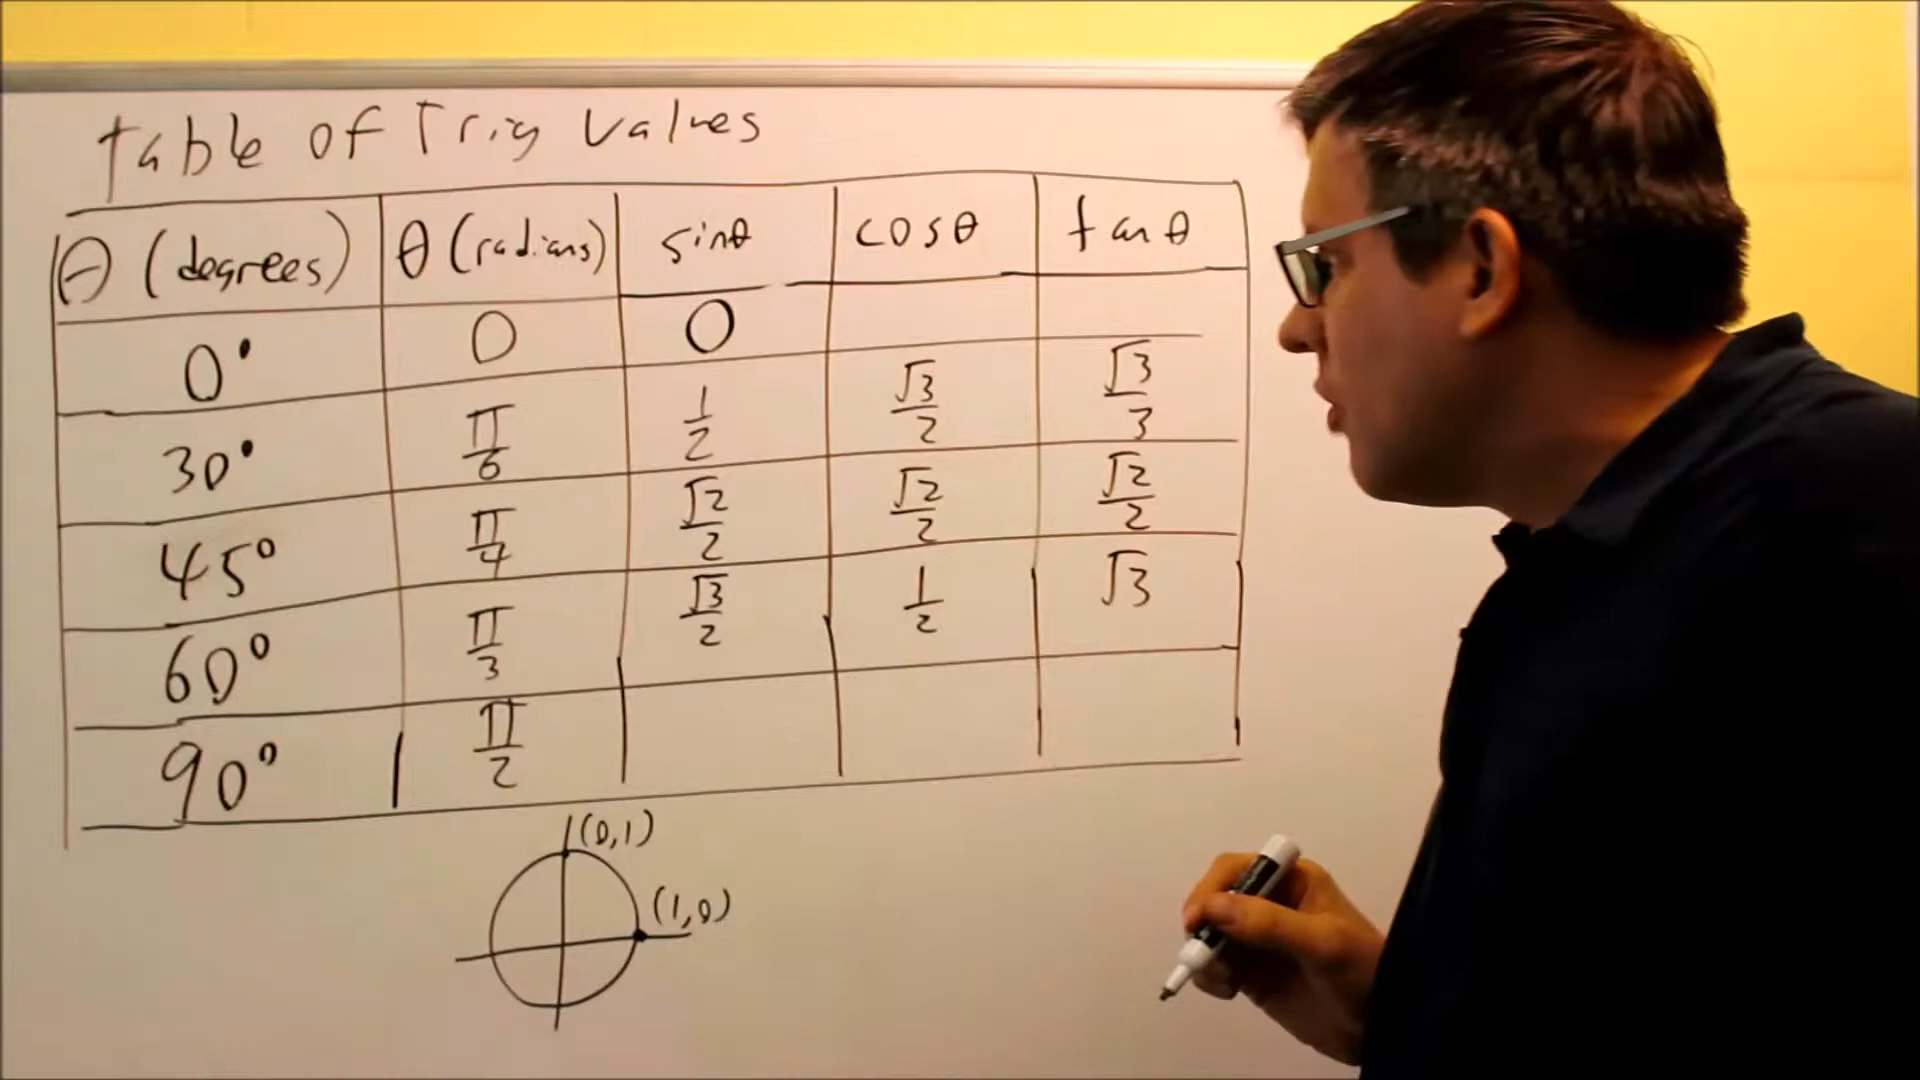 Table of Trig Values
θ (degrees) θ (radians) sinθ cosθ tanθ
0° 0 0
30° π/6 1/2 √3/2 √3/3
45° π/4 √2/2 √2/2 √2/2
60° π/3 √3/2 1/2 √3
90° π/2
(0,1)
(1,0)